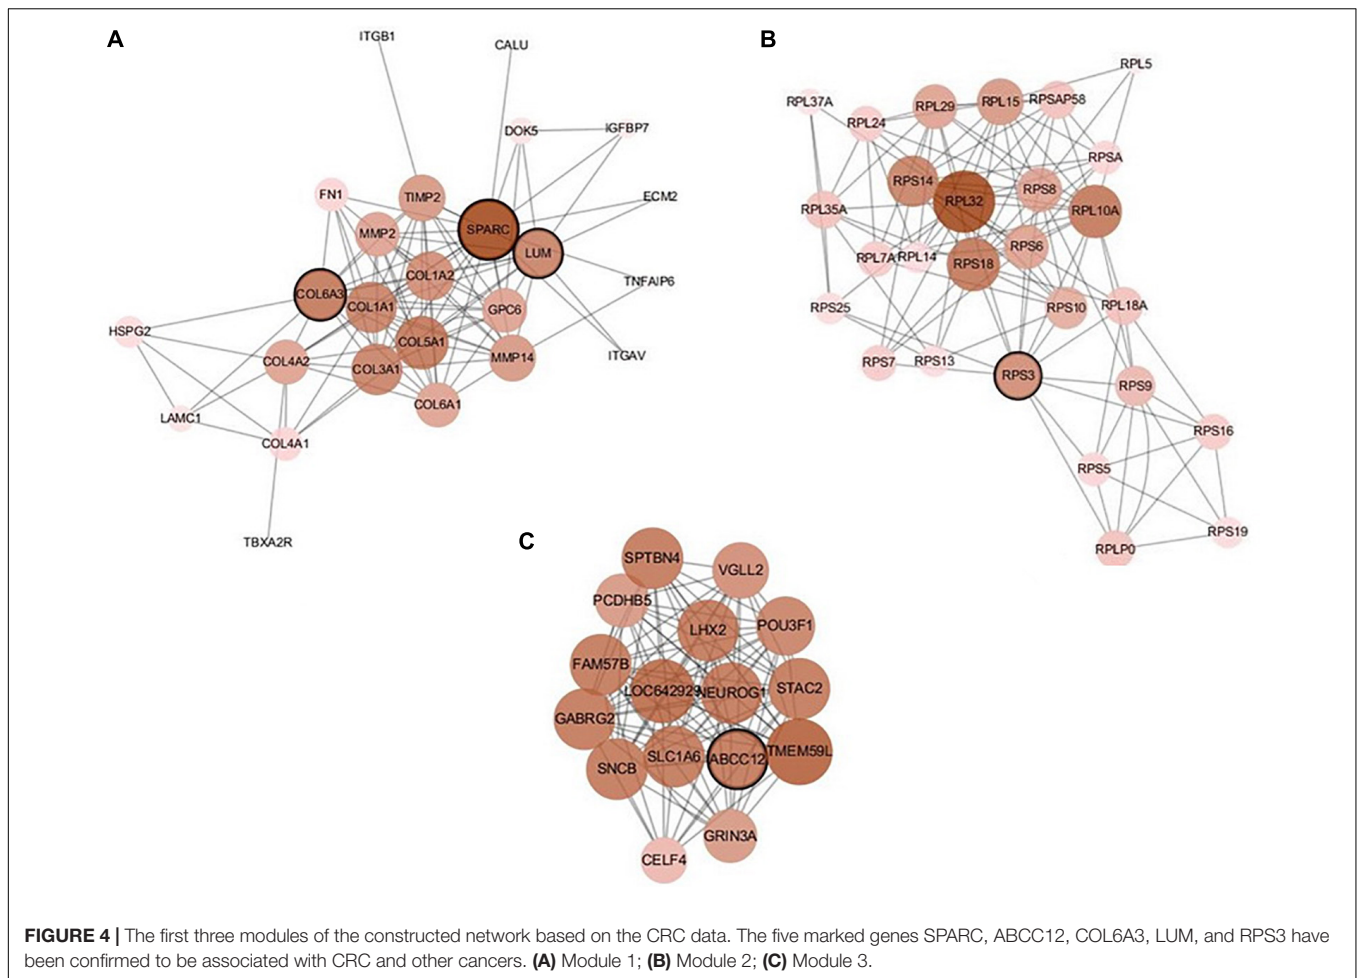 A
B
ITGB1
CALU
RPL5
RPL37A
RPL29
RPL15
RPSAP58
RPL24
DOK5
IGFBP7
RPSA
RPS14
RPS8
FN1
TIMP2
ECM2
RPL32
RPL35A
RPL10A
SPARC
MMP2
LUM
RPS6
RPL7A
RPL14
RPS18
COL1A2
TNFAIP6
COL6A3
COL1A1
GPC6
RPS25
RPS10
RPL18A
HSPG2
COL5A1
ITGAV
COL4A2
MMP14
COL3A1
RPS7
RPS13
RPS3
RPS9
COL6A1
LAMC1
RPS16
COL4A1
RPS5
TBXA2R
RPS19
RPLP0
C
SPTBN4
VGLL2
PCDHB5
LHX2
POU3F1
FAM57B
LOC642929
NEUROG1
STAC2
GABRG2
SNCB
SLC1A6
ABCC12
TMEM59L
GRIN3A
CELF4
FIGURE 4 | The first three modules of the constructed network based on the CRC data. The five marked genes SPARC, ABCC12, COL6A3, LUM, and RPS3 have
been confirmed to be associated with CRC and other cancers. (A) Module 1; (B) Module 2; (C) Module 3.